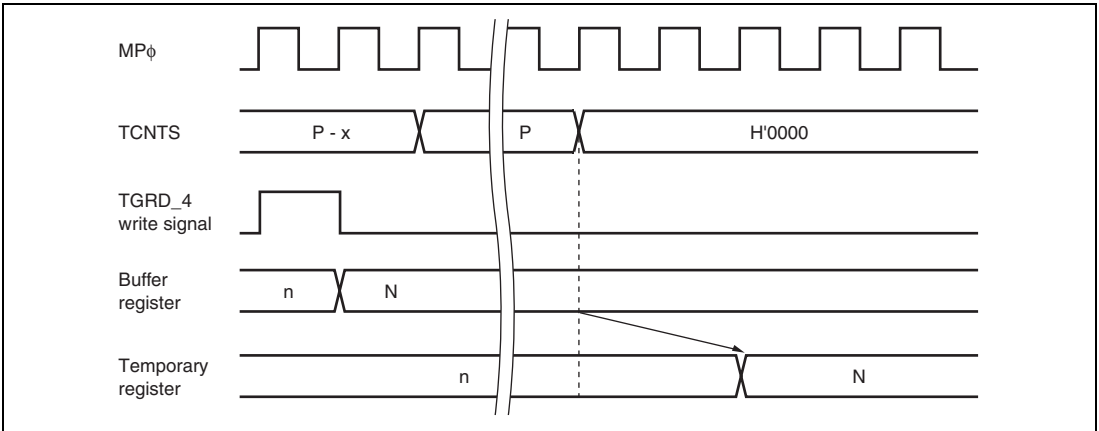 MPφ
TCNTS
P - x
P
H'0000
TGRD_4
write signal
Buffer
register
n
N
Temporary
register
n
N